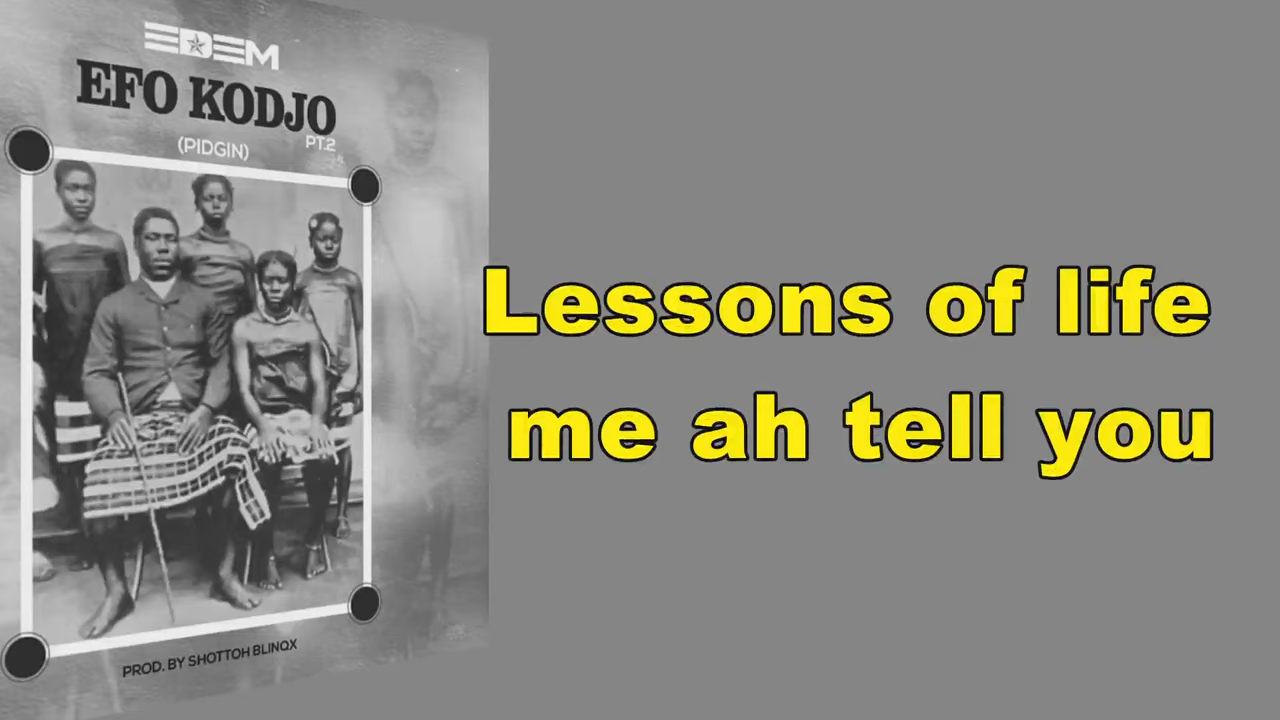 EDEM
EFO KODJO
PT.2
(PIDGIN)
PROD. BY SHOTTOH BLINQX
Lessons of life
me ah tell you